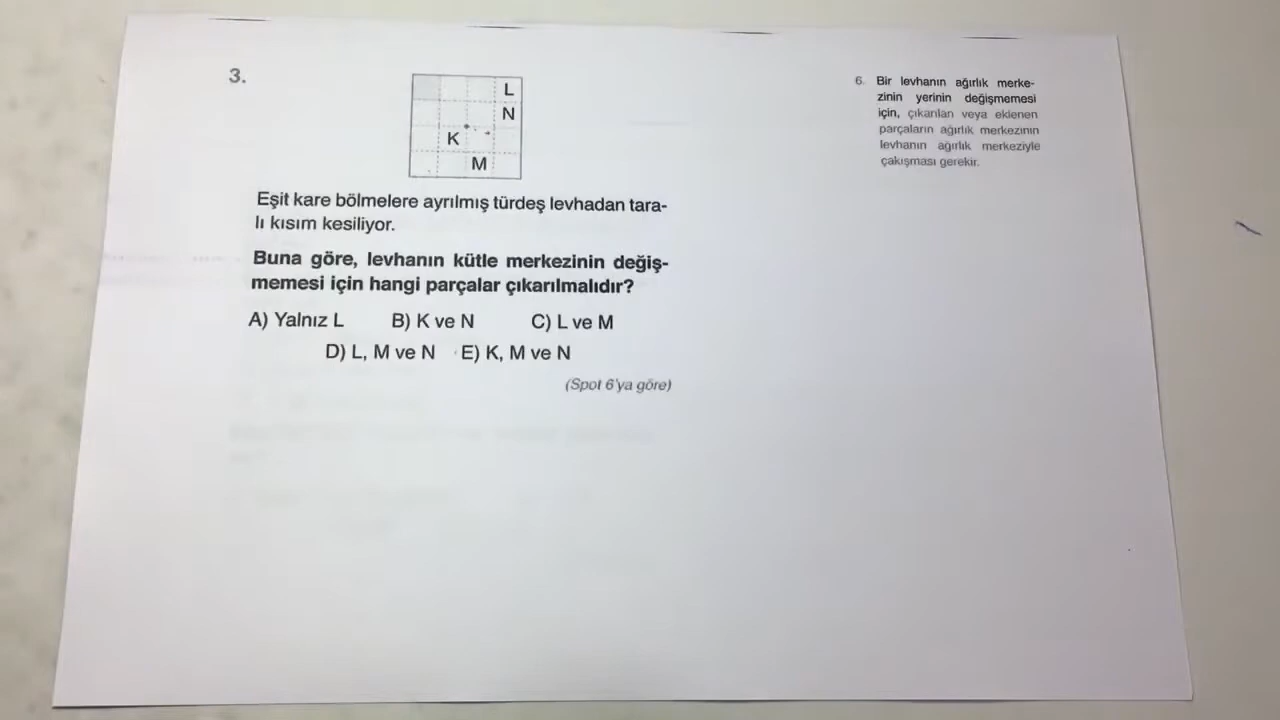 3.
L
N
K
M
Eşit kare bölmelere ayrılmış türdeş levhadan tara-
lı kısım kesiliyor.
Buna göre, levhanın kütle merkezinin değiş-
memesi için hangi parçalar çıkarılmalıdır?
A) Yalnız L B) K ve N C) L ve M
D) L, M ve N E) K, M ve N
(Spot 6'ya göre)
6. Bir levhanın ağırlık merke-
zinin yerinin değişmemesi
için, çıkarılan veya eklenen
parçaların ağırlık merkezinin
levhanın ağırlık merkeziyle
çakışması gerekir.